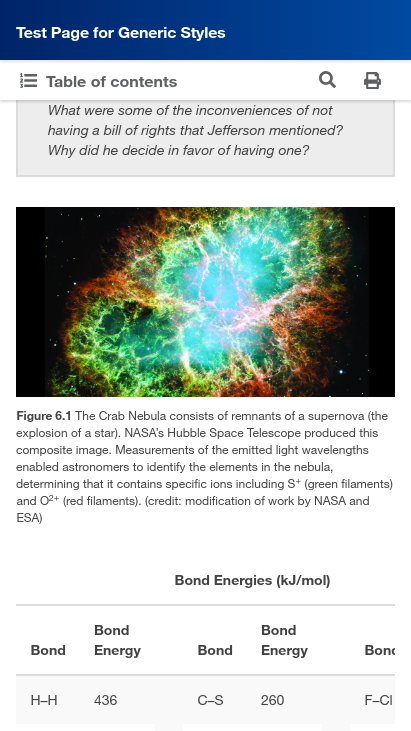 Test Page for Generic Styles
Table of contents
What were some of the inconveniences of not
having a bill of rights that Jefferson mentioned?
Why did he decide in favor of having one?
Figure 6.1 The Crab Nebula consists of remnants of a supernova (the
explosion of a star). NASA's Hubble Space Telescope produced this
composite image. Measurements of the emitted light wavelengths
enabled astronomers to identify the elements in the nebula,
determining that it contains specific ions including S⁺ (green filaments)
and O²⁺ (red filaments). (credit: modification of work by NASA and
ESA)
Bond Energies (kJ/mol)
Bond Bond
Bond Energy Bond Energy Bond
H–H 436 C–S 260 F–Cl